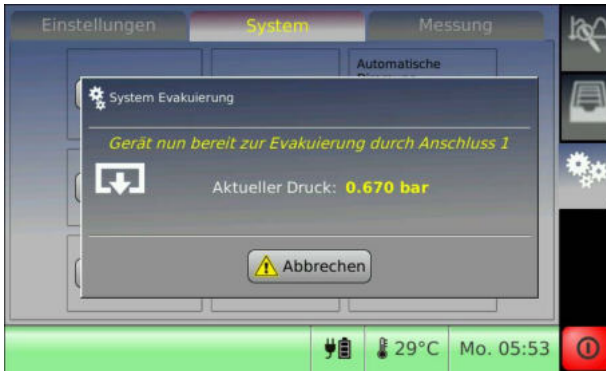 Einstellungen
System
Messung
Automatische
System Evakuierung
Gerät nun bereit zur Evakuierung durch Anschluss 1
Aktueller Druck: 0.670 bar
Abbrechen
29°C
Mo. 05:53